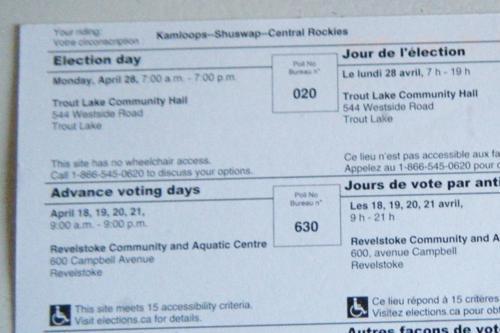 Your riding:
Votre circonscription
Kamloops--Shuswap--Central Rockies
Election day
Monday, April 28, 7:00 a.m. - 7:00 p.m.
Trout Lake Community Hall
544 Westside Road
Trout Lake
This site has no wheelchair access.
Call 1-866-545-0620 to discuss your options.
Poll No
Bureau n°
020
Jour de l'élection
Le lundi 28 avril, 7 h - 19 h
Trout Lake Community Hall
544 Westside Road
Trout Lake
Ce lieu n'est pas accessible aux
Appelez au 1-866-545-0620 pour
Advance voting days
April 18, 19, 20, 21,
9:00 a.m. - 9:00 p.m.
Revelstoke Community and Aquatic Centre
600 Campbell Avenue
Revelstoke
This site meets 15 accessibility criteria.
Visit elections.ca for details.
Poll No
Bureau n°
630
Jours de vote par anti
Les 18, 19, 20, 21 avril,
9 h - 21 h
Revelstoke Community and A
600, avenue Campbell
Revelstoke
Ce lieu répond à 15 critères
Visitez elections.ca pour
Autres façons de vot